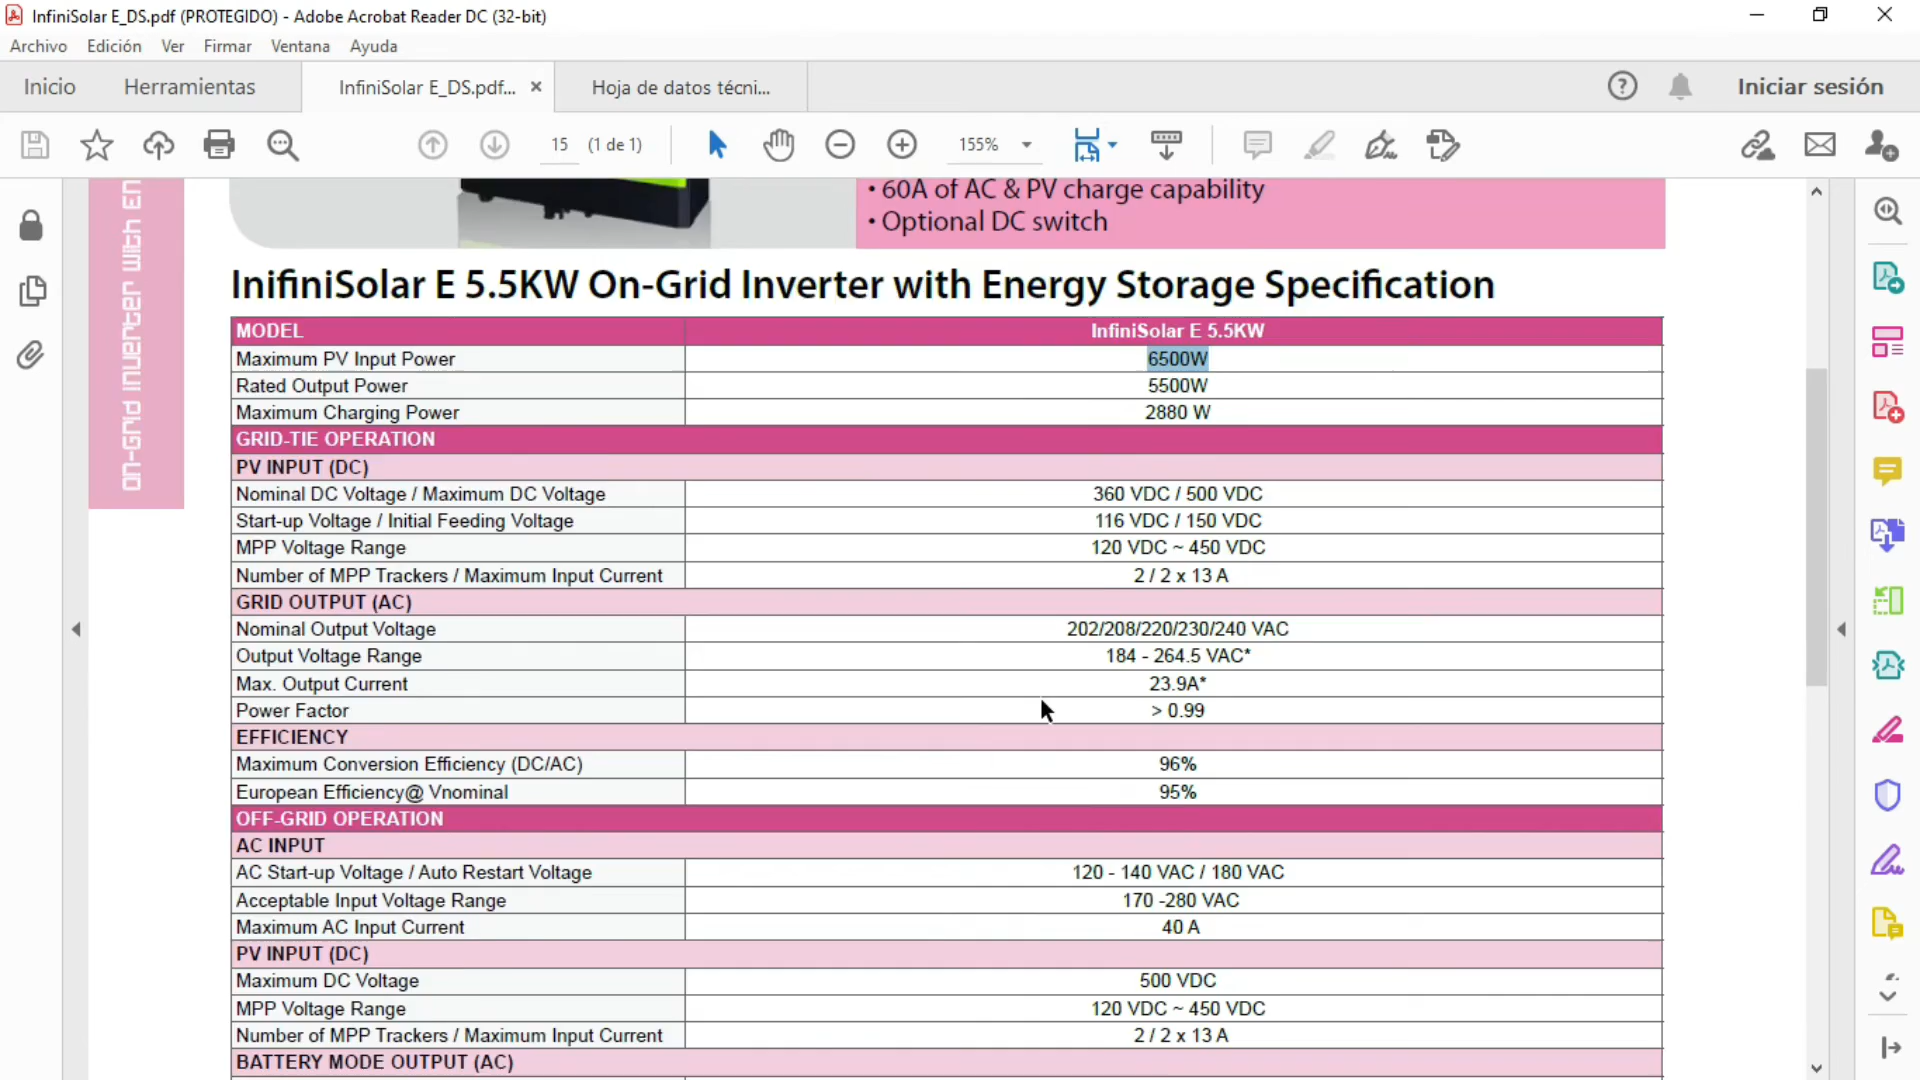 InfiniSolar E_DS.pdf (PROTEGIDO) - Adobe Acrobat Reader DC (32-bit)
Archivo Edición Ver Firmar Ventana Ayuda
Inicio Herramientas InfiniSolar E_DS.pdf... × Hoja de datos técni... Iniciar sesión
15 (1 de 1) 155%
• 60A of AC & PV charge capability
• Optional DC switch
On-Grid Inverter with En
InifiniSolar E 5.5KW On-Grid Inverter with Energy Storage Specification
MODEL InfiniSolar E 5.5KW
Maximum PV Input Power 6500W
Rated Output Power 5500W
Maximum Charging Power 2880 W
GRID-TIE OPERATION
PV INPUT (DC)
Nominal DC Voltage / Maximum DC Voltage 360 VDC / 500 VDC
Start-up Voltage / Initial Feeding Voltage 116 VDC / 150 VDC
MPP Voltage Range 120 VDC ~ 450 VDC
Number of MPP Trackers / Maximum Input Current 2 / 2 x 13 A
GRID OUTPUT (AC)
Nominal Output Voltage 202/208/220/230/240 VAC
Output Voltage Range 184 - 264.5 VAC*
Max. Output Current 23.9A*
Power Factor > 0.99
EFFICIENCY
Maximum Conversion Efficiency (DC/AC) 96%
European Efficiency@ Vnominal 95%
OFF-GRID OPERATION
AC INPUT
AC Start-up Voltage / Auto Restart Voltage 120 - 140 VAC / 180 VAC
Acceptable Input Voltage Range 170 -280 VAC
Maximum AC Input Current 40 A
PV INPUT (DC)
Maximum DC Voltage 500 VDC
MPP Voltage Range 120 VDC ~ 450 VDC
Number of MPP Trackers / Maximum Input Current 2 / 2 x 13 A
BATTERY MODE OUTPUT (AC)